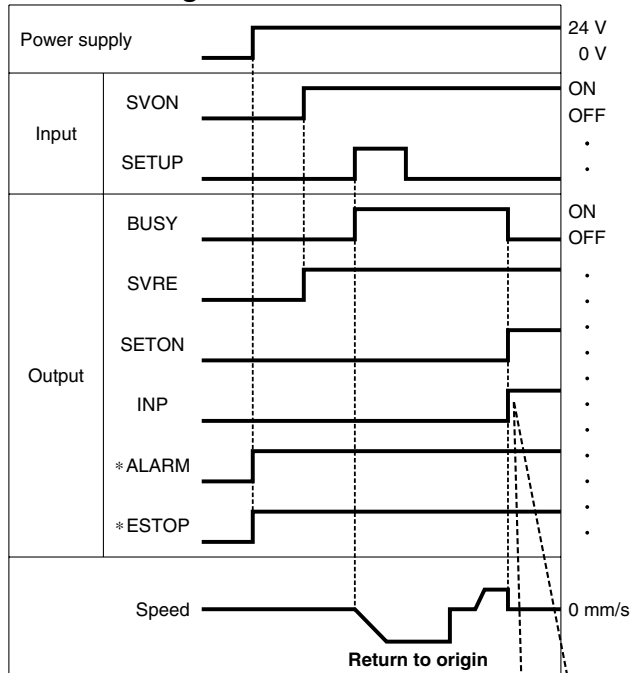 Power supply
24 V
0 V
Input
SVON
ON
OFF
SETUP
Output
BUSY
ON
OFF
SVRE
SETON
INP
*ALARM
*ESTOP
Speed
0 mm/s
Return to origin